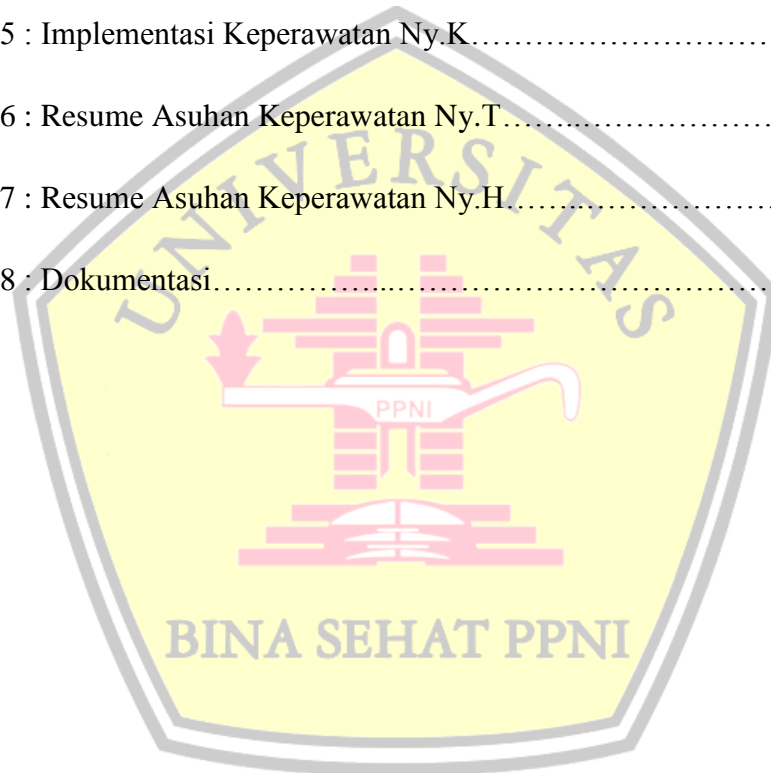 5 : Implementasi Keperawatan Ny.K……………………………
6 : Resume Asuhan Keperawatan Ny.T……..………………….
7 : Resume Asuhan Keperawatan Ny.H……..………………….
8 : Dokumentasi……………..…………………………………
UNIVERSITAS
PPNI
BINA SEHAT PPNI